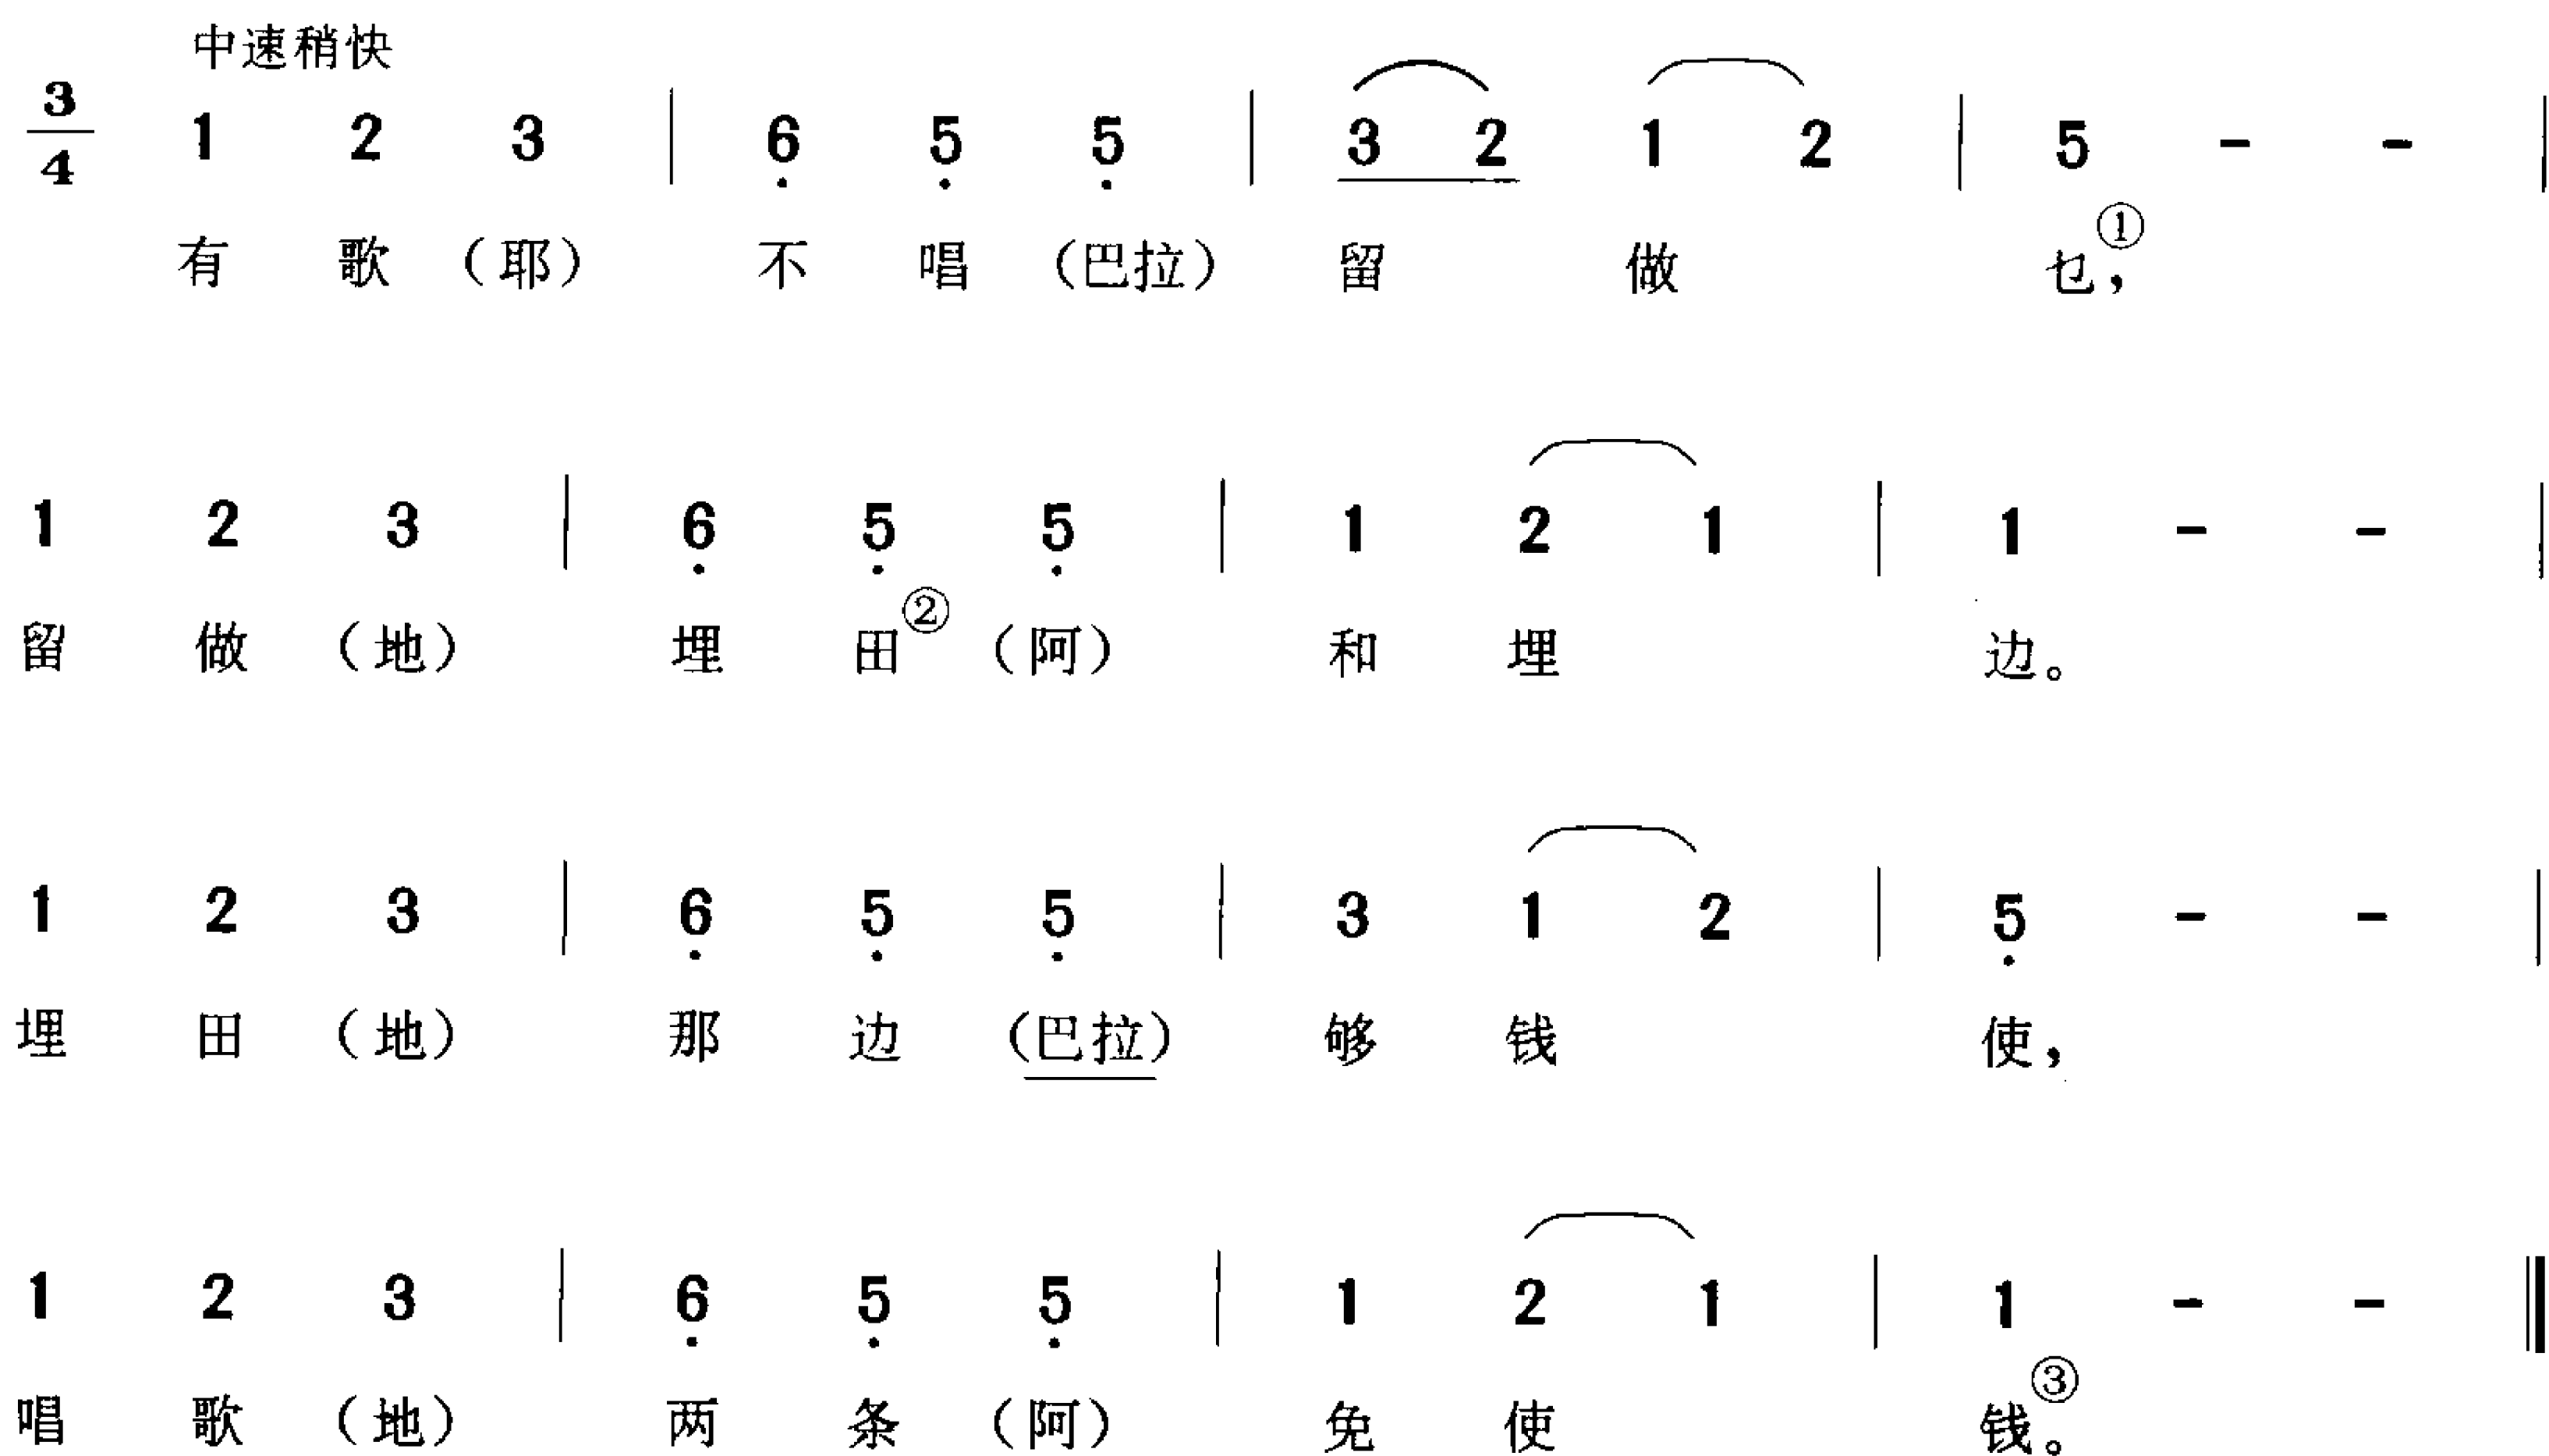 中速稍快
3/4 1 2 3 | 6̣ 5̣ 5̣ | 3 2 1 2 | 5 - - |
有 歌 （耶） 不 唱 （巴拉） 留 做 乜①，
1 2 3 | 6̣ 5̣ 5̣ | 1 2 1 | 1 - - |
留 做 （地） 埋 田② （阿） 和 埋 边。
1 2 3 | 6̣ 5̣ 5̣ | 3 1 2 | 5̣ - - |
埋 田 （地） 那 边 （巴拉） 够 钱 使，
1 2 3 | 6̣ 5̣ 5̣ | 1 2 1 | 1 - - ‖
唱 歌 （地） 两 条 （阿） 免 使 钱③。